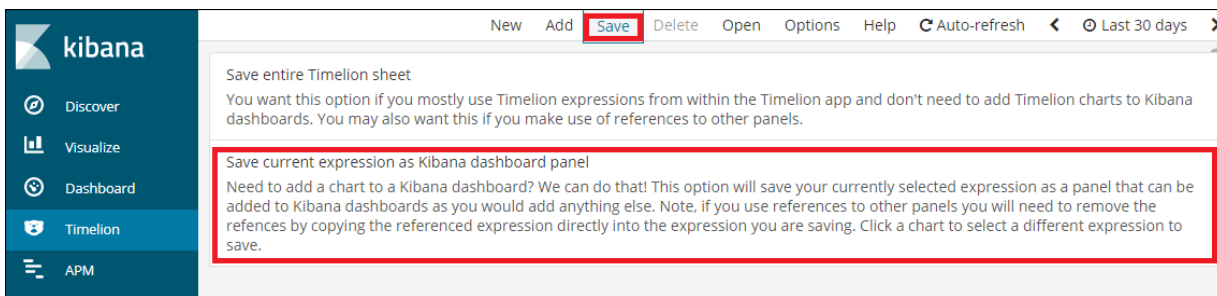 kibana
New Add Save Delete Open Options Help Auto-refresh Last 30 days
Save entire Timelion sheet
You want this option if you mostly use Timelion expressions from within the Timelion app and don't need to add Timelion charts to Kibana
dashboards. You may also want this if you make use of references to other panels.
Save current expression as Kibana dashboard panel
Need to add a chart to a Kibana dashboard? We can do that! This option will save your currently selected expression as a panel that can be
added to Kibana dashboards as you would add anything else. Note, if you use references to other panels you will need to remove the
refences by copying the referenced expression directly into the expression you are saving. Click a chart to select a different expression to
save.
Discover
Visualize
Dashboard
Timelion
APM